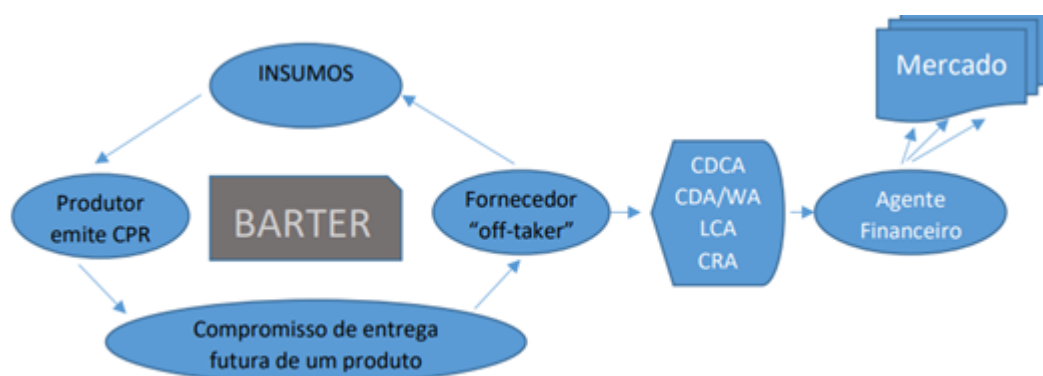 INSUMOS
Produtor
emite CPR
BARTER
Fornecedor
“off-taker”
Compromisso de entrega
futura de um produto
CDCA
CDA/WA
LCA
CRA
Agente
Financeiro
Mercado